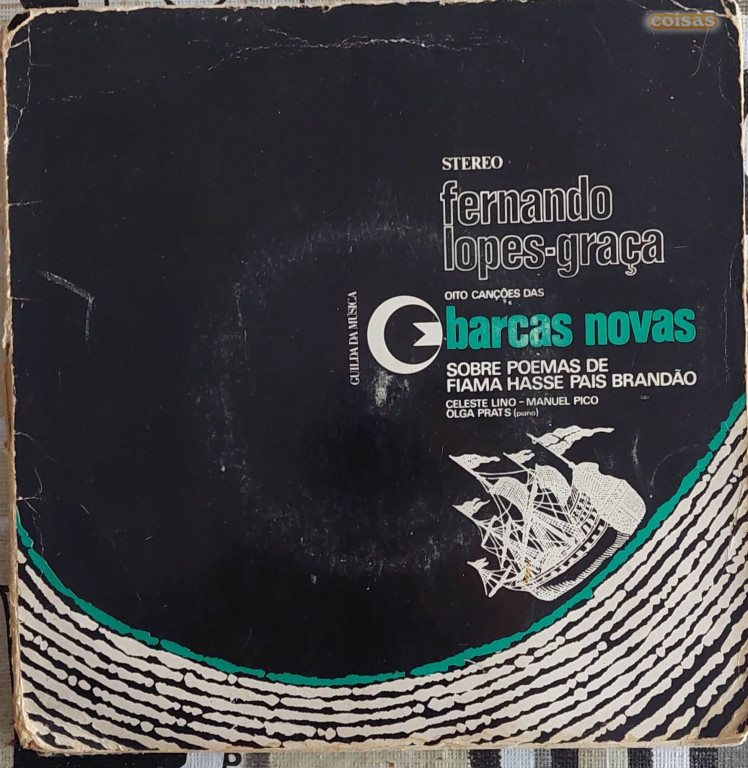 coisas
STEREO
fernando
lopes-graça
GUILDA DA MÚSICA
OITO CANÇÕES DAS
barcas novas
SOBRE POEMAS DE
FIAMA HASSE PAIS BRANDÃO
CELESTE LINO - MANUEL PICO
OLGA PRATS (piano)